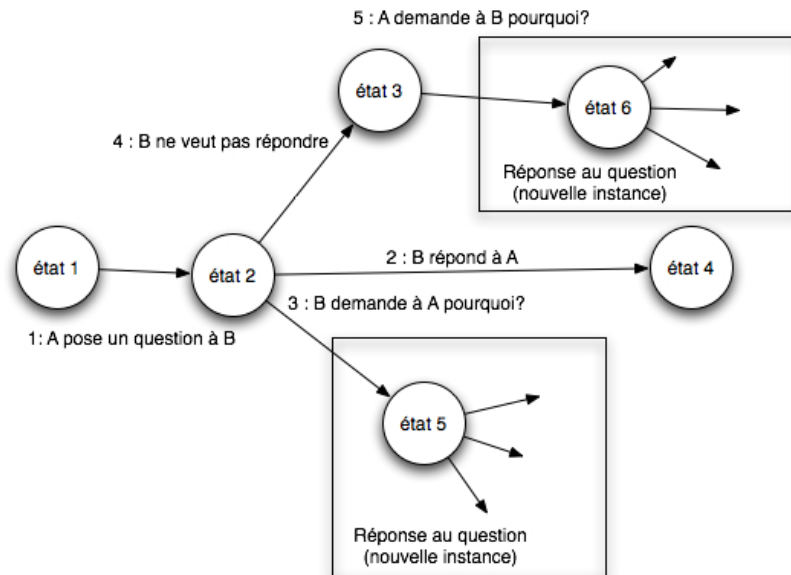 5 : A demande à B pourquoi?
état 3
état 6
4 : B ne veut pas répondre
Réponse au question
(nouvelle instance)
état 1
état 2
2 : B répond à A
état 4
3 : B demande à A pourquoi?
1: A pose un question à B
état 5
Réponse au question
(nouvelle instance)